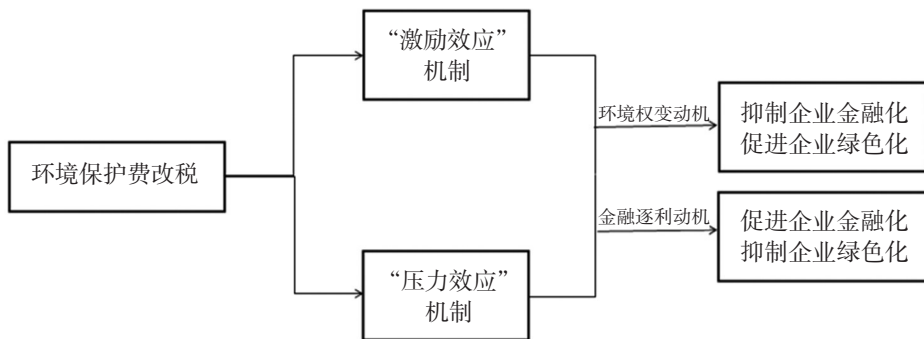 环境保护费改税
“激励效应”
机制
“压力效应”
机制
环境权变动机
金融逐利动机
抑制企业金融化
促进企业绿色化
促进企业金融化
抑制企业绿色化